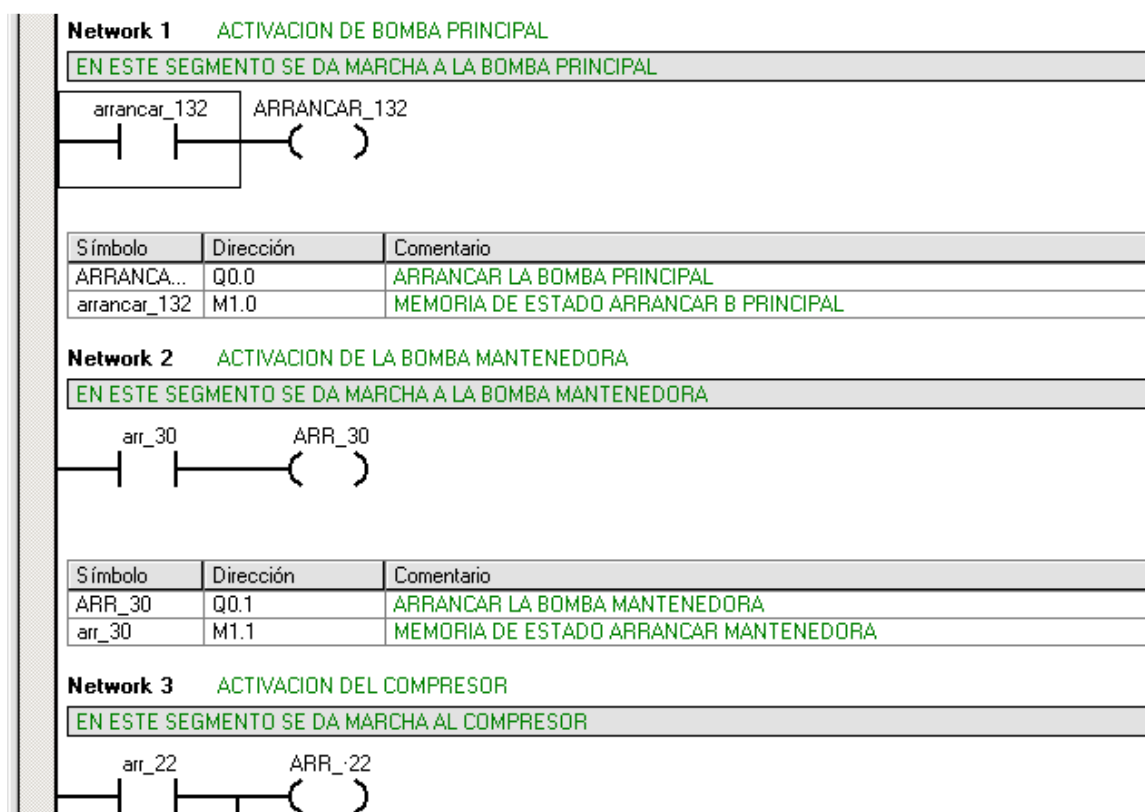 Network 1 ACTIVACION DE BOMBA PRINCIPAL
EN ESTE SEGMENTO SE DA MARCHA A LA BOMBA PRINCIPAL
arrancar_132 ARRANCAR_132
Símbolo Dirección Comentario
ARRANCA... Q0.0 ARRANCAR LA BOMBA PRINCIPAL
arrancar_132 M1.0 MEMORIA DE ESTADO ARRANCAR B PRINCIPAL
Network 2 ACTIVACION DE LA BOMBA MANTENEDORA
EN ESTE SEGMENTO SE DA MARCHA A LA BOMBA MANTENEDORA
arr_30 ARR_30
Símbolo Dirección Comentario
ARR_30 Q0.1 ARRANCAR LA BOMBA MANTENEDORA
arr_30 M1.1 MEMORIA DE ESTADO ARRANCAR MANTENEDORA
Network 3 ACTIVACION DEL COMPRESOR
EN ESTE SEGMENTO SE DA MARCHA AL COMPRESOR
arr_22 ARR_·22